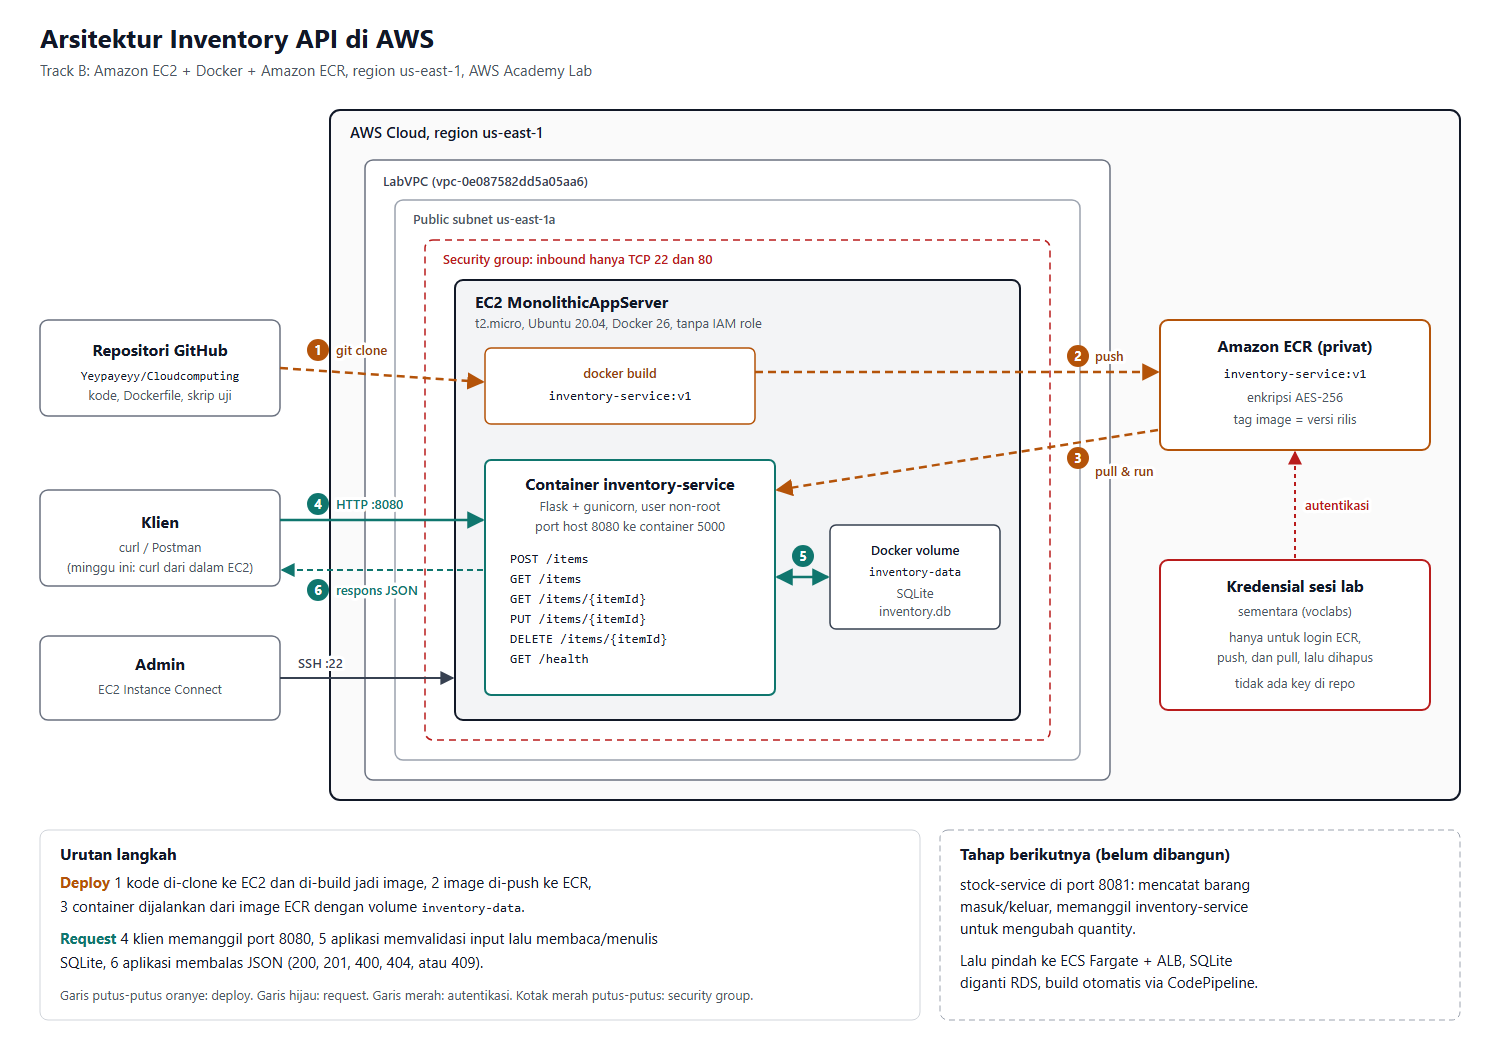 Arsitektur Inventory API di AWS
Track B: Amazon EC2 + Docker + Amazon ECR, region us-east-1, AWS Academy Lab
AWS Cloud, region us-east-1
LabVPC (vpc-0e087582dd5a05aa6)
Public subnet us-east-1a
Security group: inbound hanya TCP 22 dan 80
EC2 MonolithicAppServer
t2.micro, Ubuntu 20.04, Docker 26, tanpa IAM role
Repositori GitHub
Yeypayeyy/Cloudcomputing
kode, Dockerfile, skrip uji
1 git clone
docker build
inventory-service:v1
2 push
Amazon ECR (privat)
inventory-service:v1
enkripsi AES-256
tag image = versi rilis
3 pull & run
Klien
curl / Postman
(minggu ini: curl dari dalam EC2)
4 HTTP :8080
6 respons JSON
Container inventory-service
Flask + gunicorn, user non-root
port host 8080 ke container 5000
POST /items
GET /items
GET /items/{itemId}
PUT /items/{itemId}
DELETE /items/{itemId}
GET /health
5
Docker volume
inventory-data
SQLite
inventory.db
autentikasi
Kredensial sesi lab
sementara (voclabs)
hanya untuk login ECR,
push, dan pull, lalu dihapus
tidak ada key di repo
Admin
EC2 Instance Connect
SSH :22
Urutan langkah
Deploy 1 kode di-clone ke EC2 dan di-build jadi image, 2 image di-push ke ECR,
3 container dijalankan dari image ECR dengan volume inventory-data.
Request 4 klien memanggil port 8080, 5 aplikasi memvalidasi input lalu membaca/menulis
SQLite, 6 aplikasi membalas JSON (200, 201, 400, 404, atau 409).
Garis putus-putus oranye: deploy. Garis hijau: request. Garis merah: autentikasi. Kotak merah putus-putus: security group.
Tahap berikutnya (belum dibangun)
stock-service di port 8081: mencatat barang
masuk/keluar, memanggil inventory-service
untuk mengubah quantity.
Lalu pindah ke ECS Fargate + ALB, SQLite
diganti RDS, build otomatis via CodePipeline.